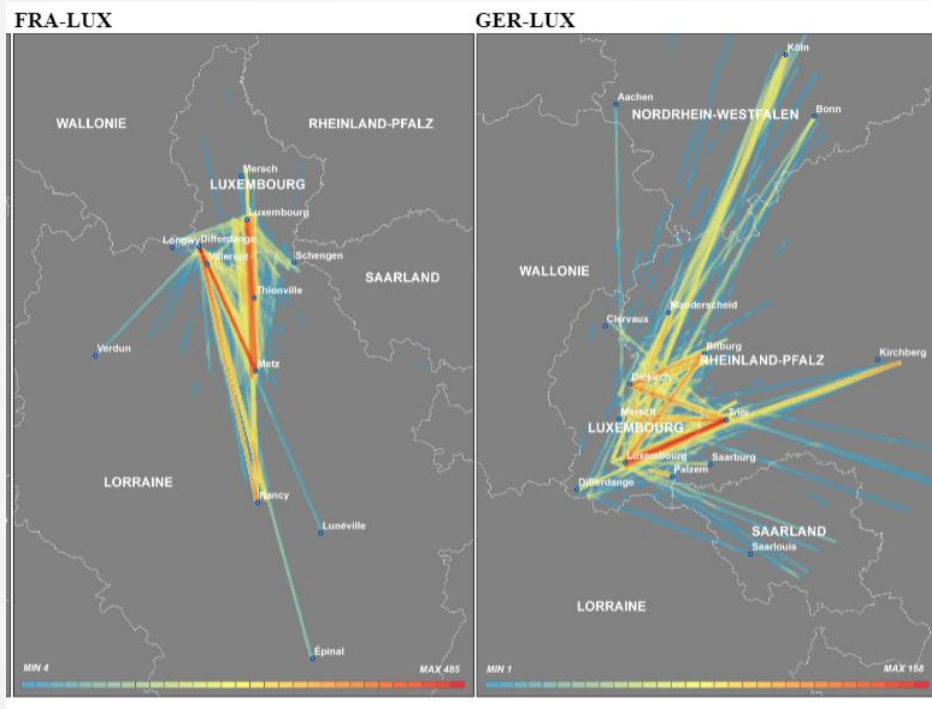 FRA-LUX
WALLONIE
RHEINLAND-PFALZ
Mersch
LUXEMBOURG
Luxembourg
Longwy
Differdange
Villerupt
Schengen
SAARLAND
Thionville
Verdun
Metz
LORRAINE
Nancy
Lunéville
Épinal
MIN 4
MAX 485
GER-LUX
Köln
Aachen
Bonn
NORDRHEIN-WESTFALEN
WALLONIE
Manderscheid
Clervaux
Bitburg
Kirchberg
RHEINLAND-PFALZ
Diekirch
Mersch
Trier
LUXEMBOURG
Luxembourg
Saarburg
Palzem
Differdange
SAARLAND
Saarlouis
LORRAINE
MIN 1
MAX 158